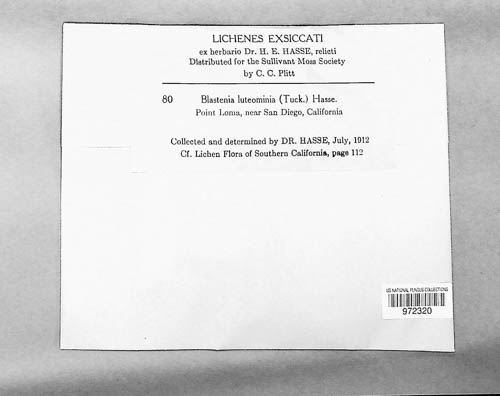 LICHENES EXSICCATI
ex herbario Dr. H. E. HASSE, relicti
Distributed for the Sullivant Moss Society
by C. C. Plitt
80 Blastenia luteominia (Tuck.) Hasse.
Point Loma, near San Diego, California
Collected and determined by DR. HASSE, July, 1912
Cf. Lichen Flora of Southern California, page 112
US NATIONAL FUNGUS COLLECTIONS
972320